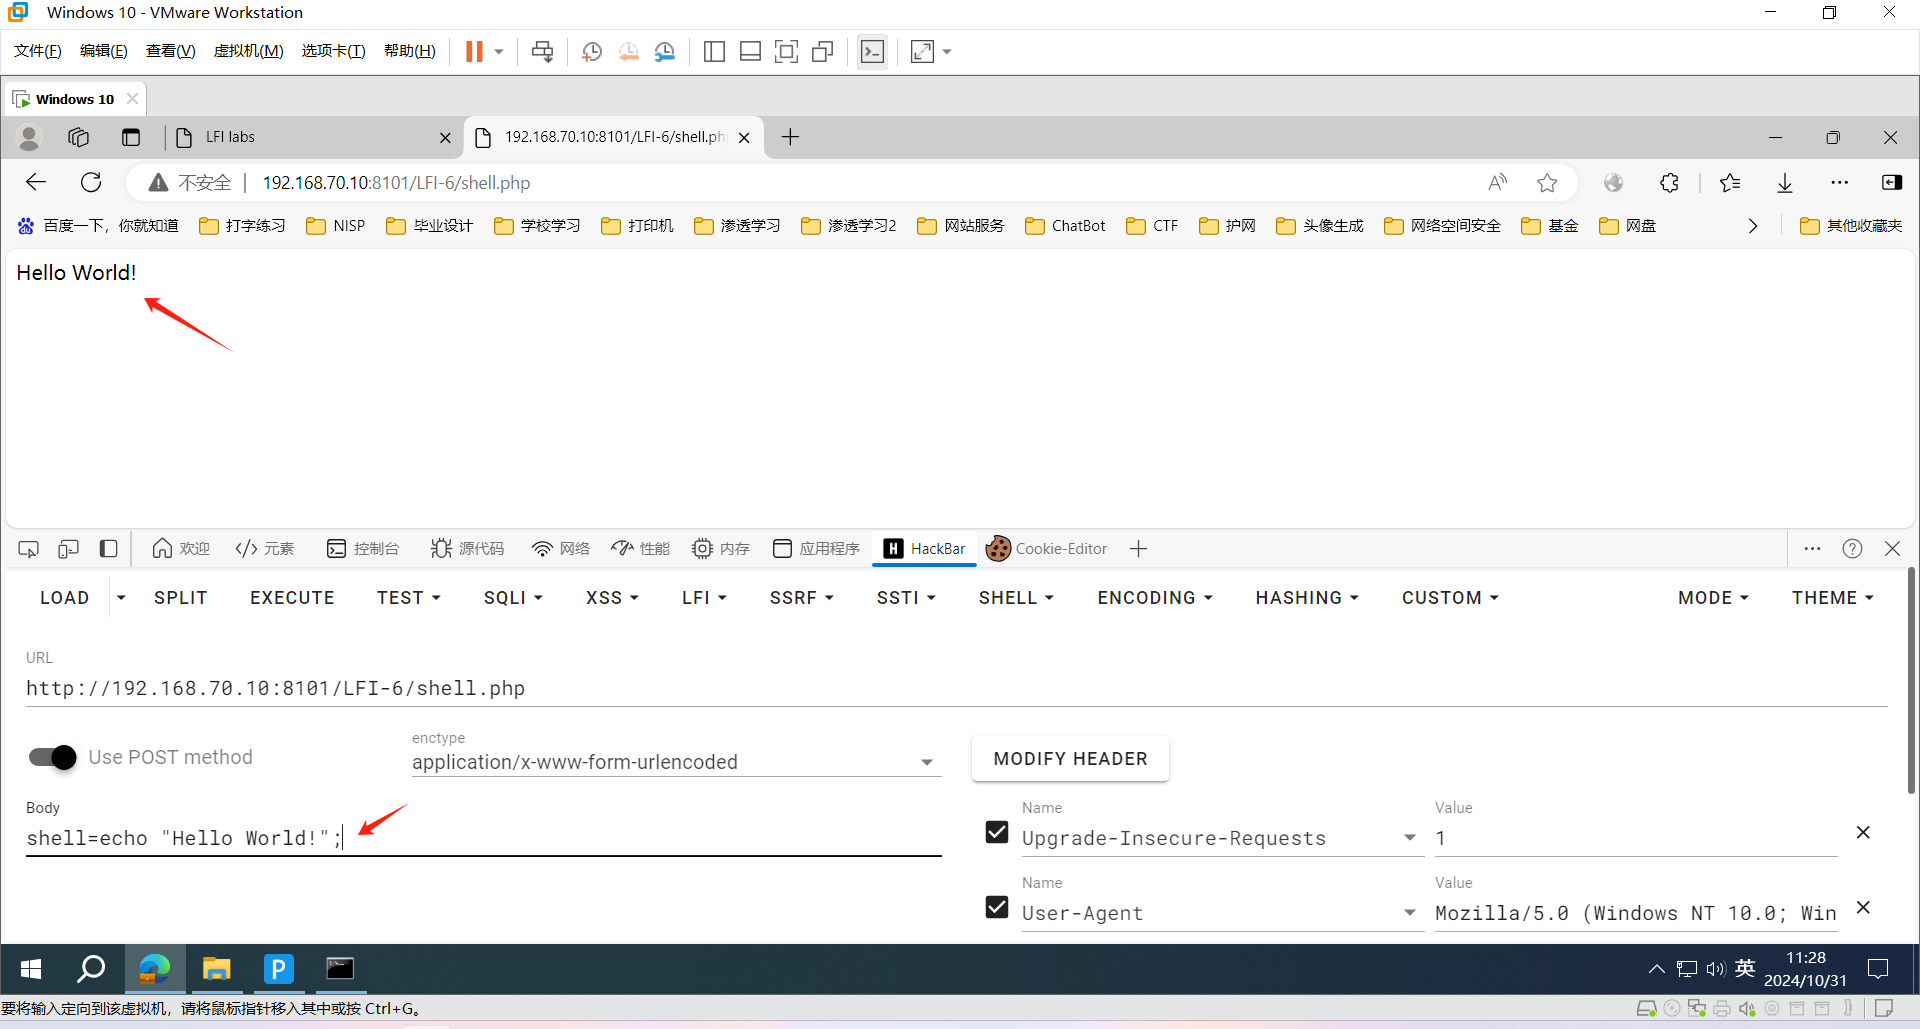 Windows 10 - VMware Workstation
文件(F) 编辑(E) 查看(V) 虚拟机(M) 选项卡(T) 帮助(H)
Windows 10
LFI labs 192.168.70.10:8101/LFI-6/shell.ph
不安全 192.168.70.10:8101/LFI-6/shell.php
百度一下，你就知道 打字练习 NISP 毕业设计 学校学习 打印机 渗透学习 渗透学习2 网站服务 ChatBot CTF 护网 头像生成 网络空间安全 基金 网盘 其他收藏夹
Hello World!
欢迎 元素 控制台 源代码 网络 性能 内存 应用程序 H HackBar Cookie-Editor
LOAD SPLIT EXECUTE TEST SQLI XSS LFI SSRF SSTI SHELL ENCODING HASHING CUSTOM MODE THEME
URL
http://192.168.70.10:8101/LFI-6/shell.php
Use POST method
enctype
application/x-www-form-urlencoded
MODIFY HEADER
Body
shell=echo "Hello World!";
Name Value
Upgrade-Insecure-Requests 1
Name Value
User-Agent Mozilla/5.0 (Windows NT 10.0; Win
P 英 11:28
2024/10/31
要将输入定向到该虚拟机，请将鼠标指针移入其中或按 Ctrl+G。